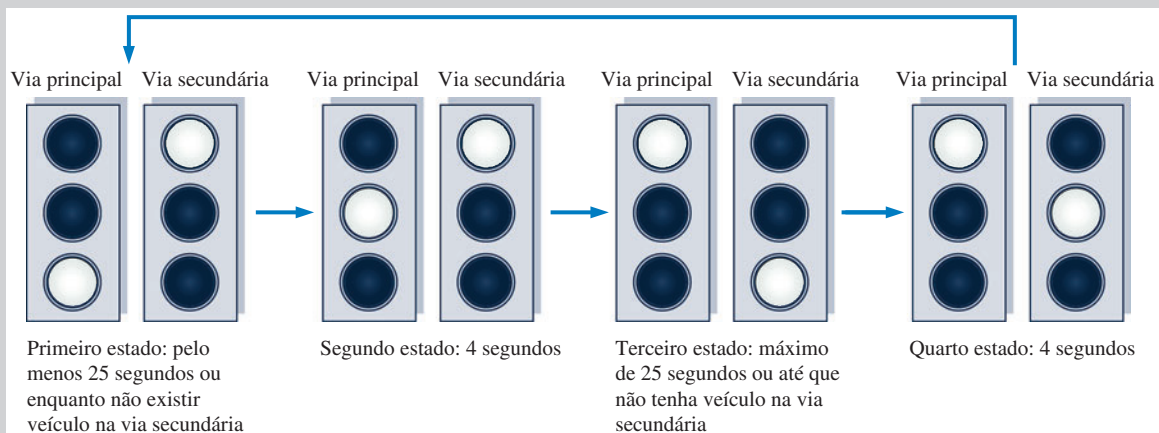 Via principal Via secundária Via principal Via secundária Via principal Via secundária Via principal Via secundária
Primeiro estado: pelo
menos 25 segundos ou
enquanto não existir
veículo na via secundária
Segundo estado: 4 segundos
Terceiro estado: máximo
de 25 segundos ou até que
não tenha veículo na via
secundária
Quarto estado: 4 segundos